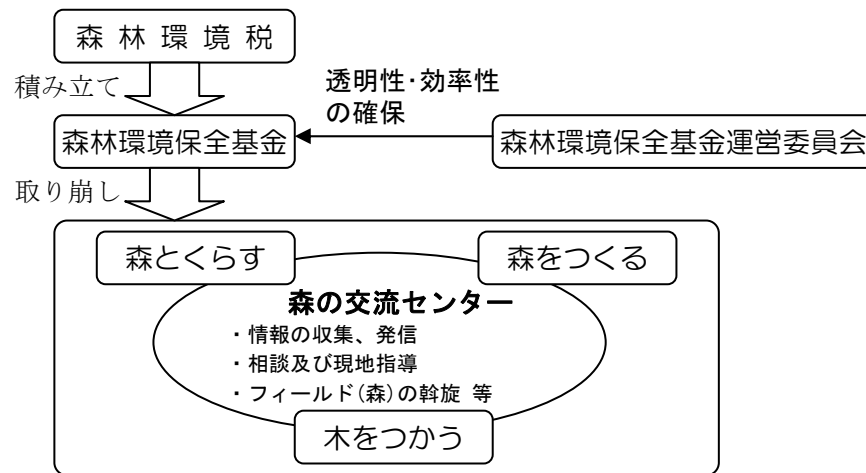 森 林 環 境 税
積み立て
透明性･効率性
の確保
森林環境保全基金
森林環境保全基金運営委員会
取り崩し
森とくらす
森をつくる
森の交流センター
・情報の収集、発信
・相談及び現地指導
・フィールド(森)の斡旋 等
木をつかう